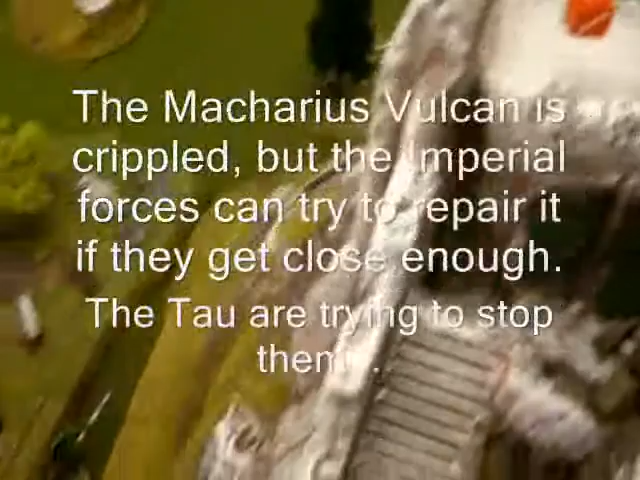 The Macharius Vulcan is
crippled, but the Imperial
forces can try to repair it
if they get close enough.
The Tau are trying to stop
them...